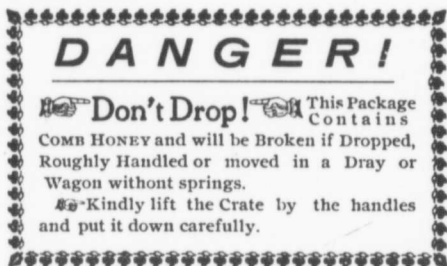 DANGER!
Don't Drop! This Package Contains
COMB HONEY and will be Broken if Dropped,
Roughly Handled or moved in a Dray or
Wagon withont springs.
Kindly lift the Crate by the handles
and put it down carefully.